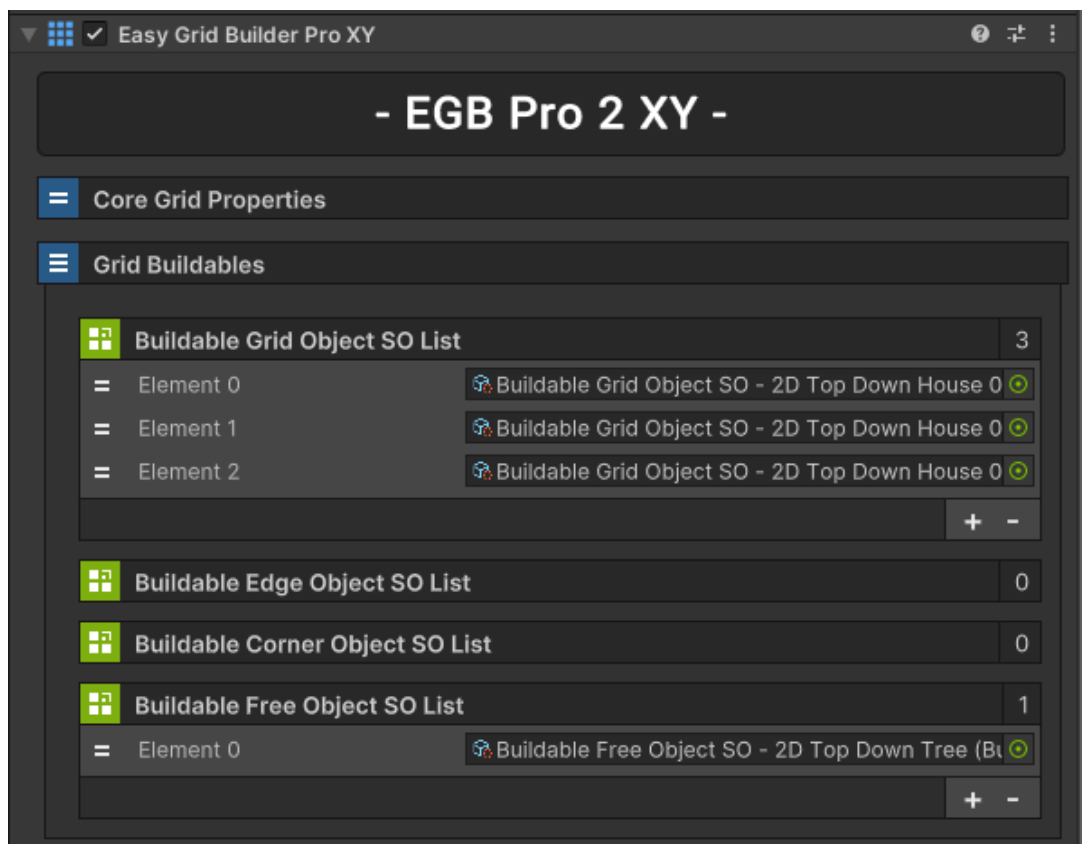 Easy Grid Builder Pro XY
- EGB Pro 2 XY -
Core Grid Properties
Grid Buildables
Buildable Grid Object SO List 3
Element 0 Buildable Grid Object SO - 2D Top Down House 0
Element 1 Buildable Grid Object SO - 2D Top Down House 0
Element 2 Buildable Grid Object SO - 2D Top Down House 0
+ -
Buildable Edge Object SO List 0
Buildable Corner Object SO List 0
Buildable Free Object SO List 1
Element 0 Buildable Free Object SO - 2D Top Down Tree (Bu
+ -